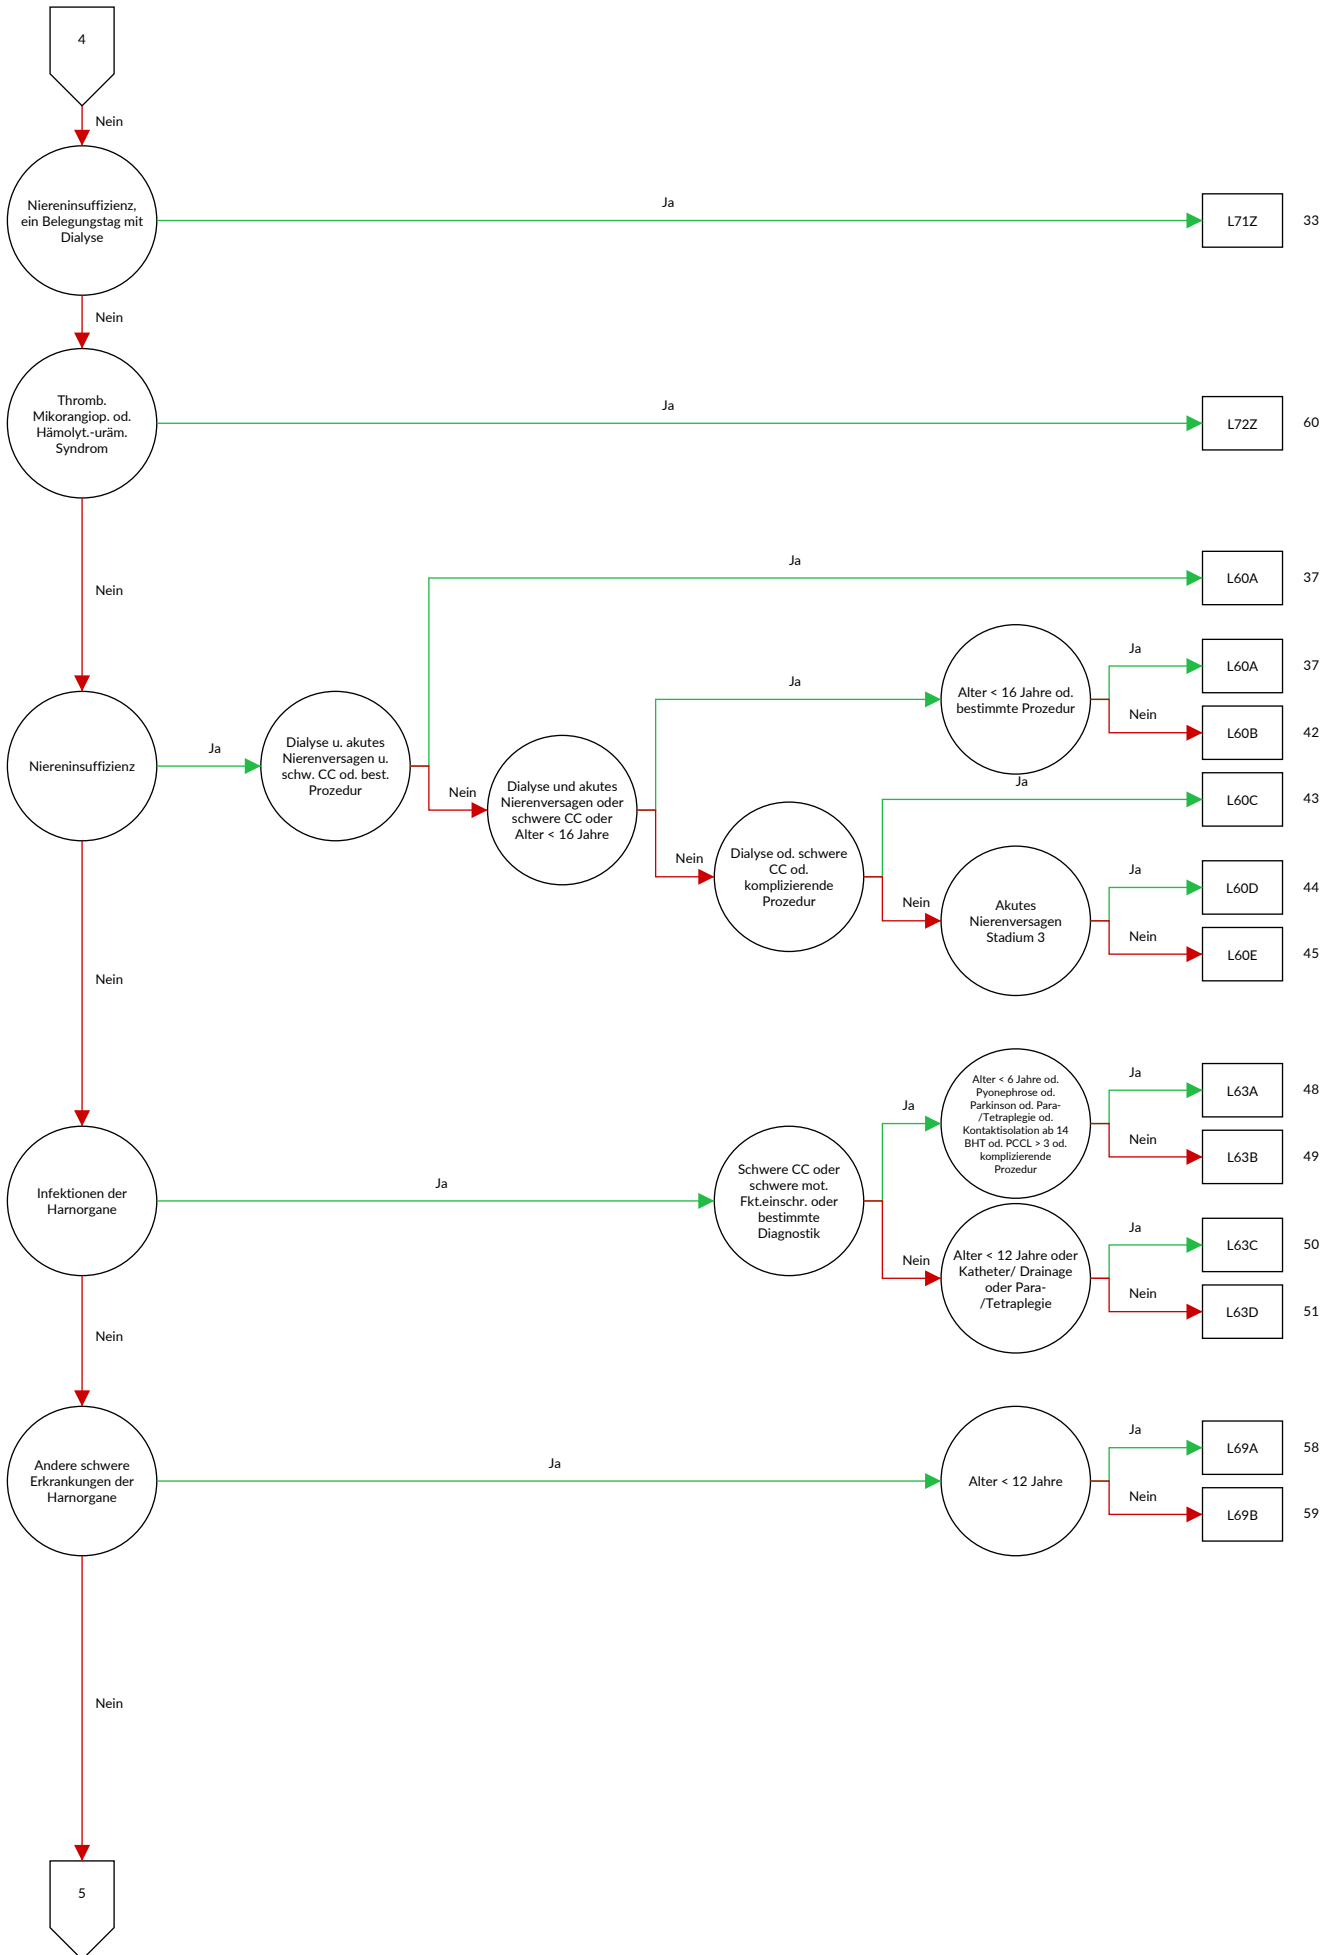 4
Nein
Niereninsuffizienz,
ein Belegungstag mit
Dialyse
Ja
L71Z
33
Nein
Thromb.
Mikorangiop. od.
Hämolyt.-uräm.
Syndrom
Ja
L72Z
60
Nein
Niereninsuffizienz
Ja
Dialyse u. akutes
Nierenversagen u.
schw. CC od. best.
Prozedur
Ja
L60A
37
Nein
Dialyse und akutes
Nierenversagen oder
schwere CC oder
Alter < 16 Jahre
Ja
Alter < 16 Jahre od.
bestimmte Prozedur
Ja
L60A
37
Nein
L60B
42
Nein
Dialyse od. schwere
CC od.
komplizierende
Prozedur
Ja
L60C
43
Nein
Akutes
Nierenversagen
Stadium 3
Ja
L60D
44
Nein
L60E
45
Nein
Infektionen der
Harnorgane
Ja
Schwere CC oder
schwere mot.
Fkt.einschr. oder
bestimmte
Diagnostik
Ja
Alter < 6 Jahre od.
Pyonephrose od.
Parkinson od. Para-
/Tetraplegie od.
Kontaktisolation ab 14
BHT od. PCCL > 3 od.
komplizierende
Prozedur
Ja
L63A
48
Nein
L63B
49
Nein
Alter < 12 Jahre oder
Katheter/ Drainage
oder Para-
/Tetraplegie
Ja
L63C
50
Nein
L63D
51
Nein
Andere schwere
Erkrankungen der
Harnorgane
Ja
Alter < 12 Jahre
Ja
L69A
58
Nein
L69B
59
Nein
5